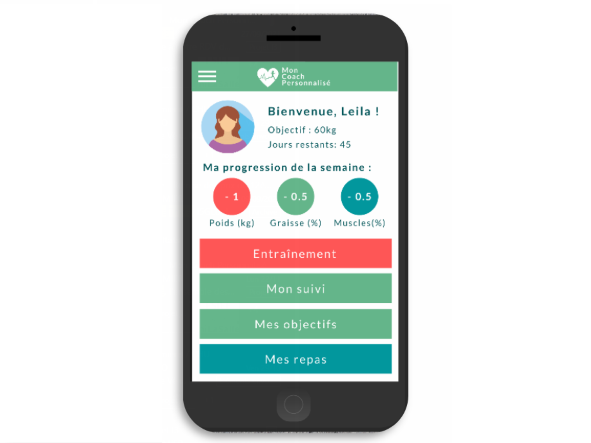 Mon
Coach
Personnalisé
Bienvenue, Leila !
Objectif : 60kg
Jours restants: 45
Ma progression de la semaine :
- 1
- 0.5
- 0.5
Poids (kg)
Graisse (%)
Muscles(%)
Entraînement
Mon suivi
Mes objectifs
Mes repas